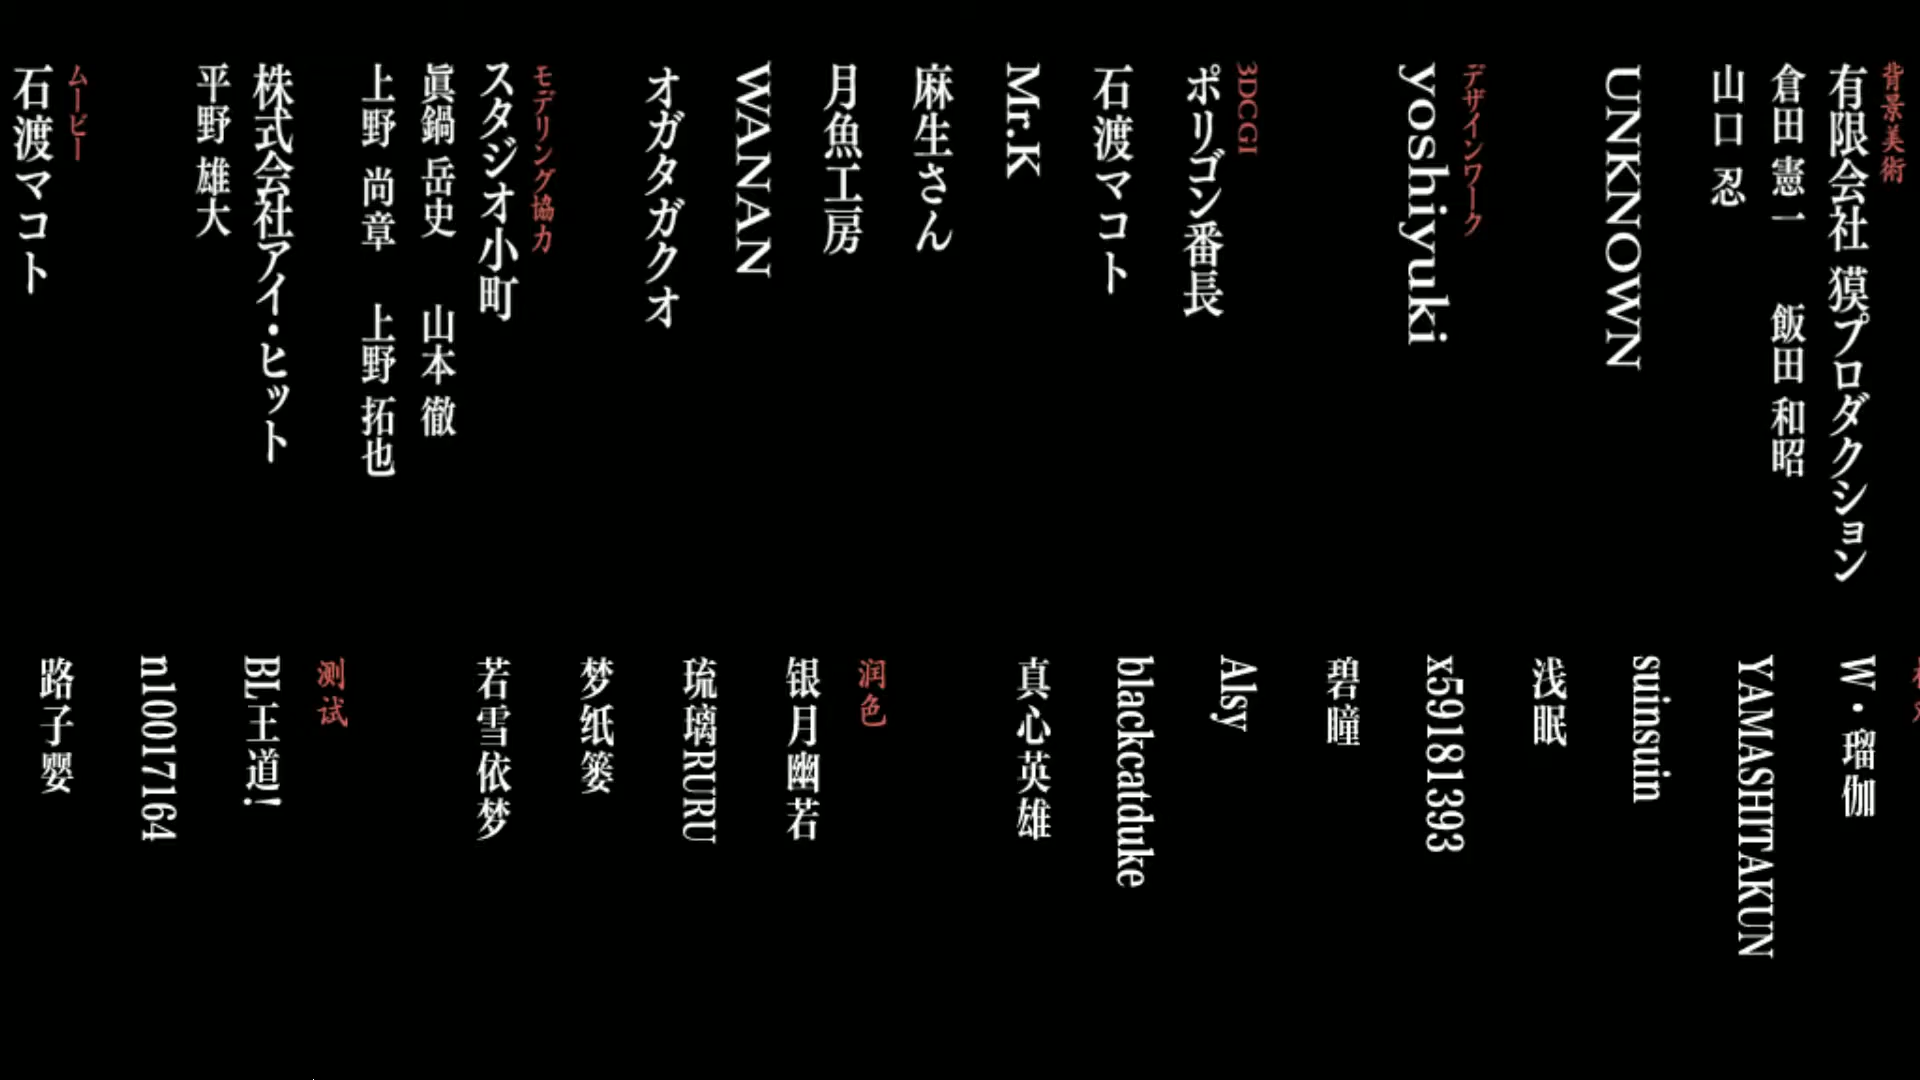 背景美術
有限会社 獏プロダクション
倉田 憲一　飯田 和昭
山口 忍
UNKNOWN
デザインワーク
yoshiyuki
3DCGI
ポリゴン番長
石渡マコト
Mr.K
麻生さん
月魚工房
WANAN
オガタガクオ
モデリング協力
スタジオ小町
眞鍋 岳史　山本 徹
上野 尚章　上野 拓也
株式会社アイ・ヒット
平野 雄大
ムービー
石渡マコト
W・瑠伽
YAMASHITAKUN
suinsuin
浅眠
x59181393
碧瞳
Alsy
blackcatduke
真心英雄
润色
银月幽若
琉璃RURU
梦纸篓
若雪依梦
测试
BL王道！
n10017164
路子婴